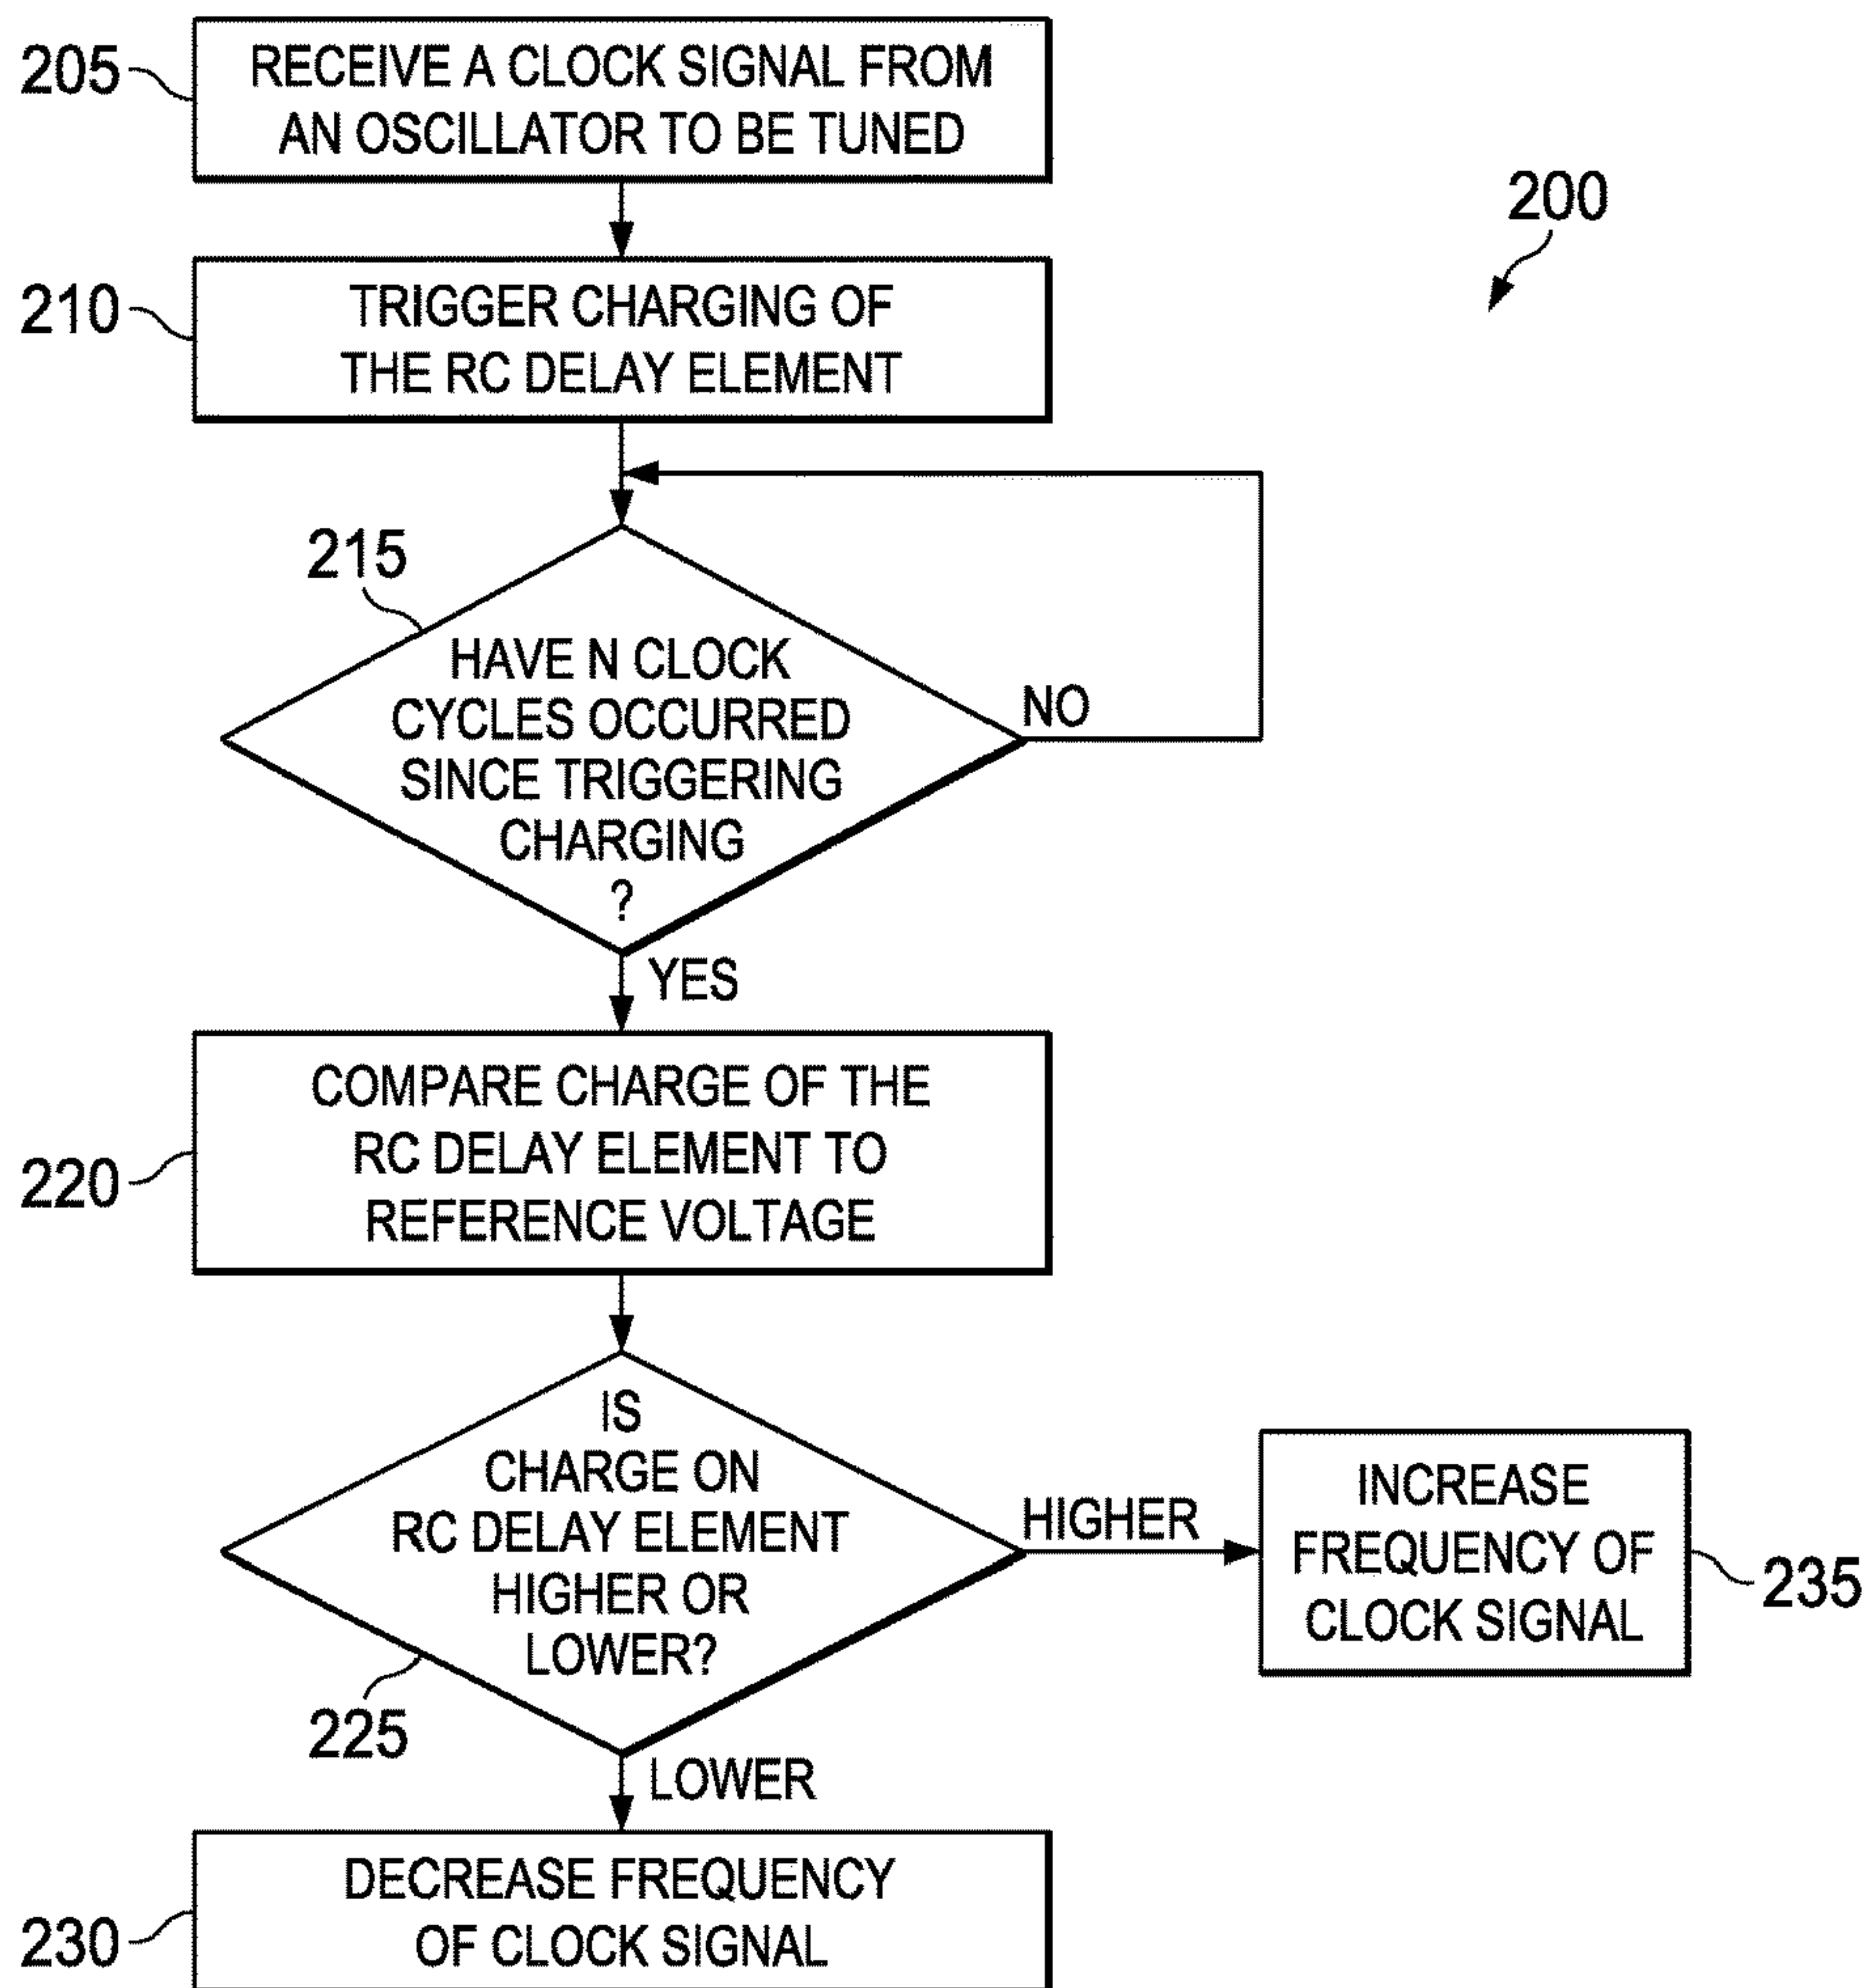 205
RECEIVE A CLOCK SIGNAL FROM
AN OSCILLATOR TO BE TUNED
200
210
TRIGGER CHARGING OF
THE RC DELAY ELEMENT
215
HAVE N CLOCK
CYCLES OCCURRED
SINCE TRIGGERING
CHARGING
?
NO
YES
220
COMPARE CHARGE OF THE
RC DELAY ELEMENT TO
REFERENCE VOLTAGE
IS
CHARGE ON
RC DELAY ELEMENT
HIGHER OR
LOWER?
225
HIGHER
INCREASE
FREQUENCY OF
CLOCK SIGNAL
235
LOWER
230
DECREASE FREQUENCY
OF CLOCK SIGNAL